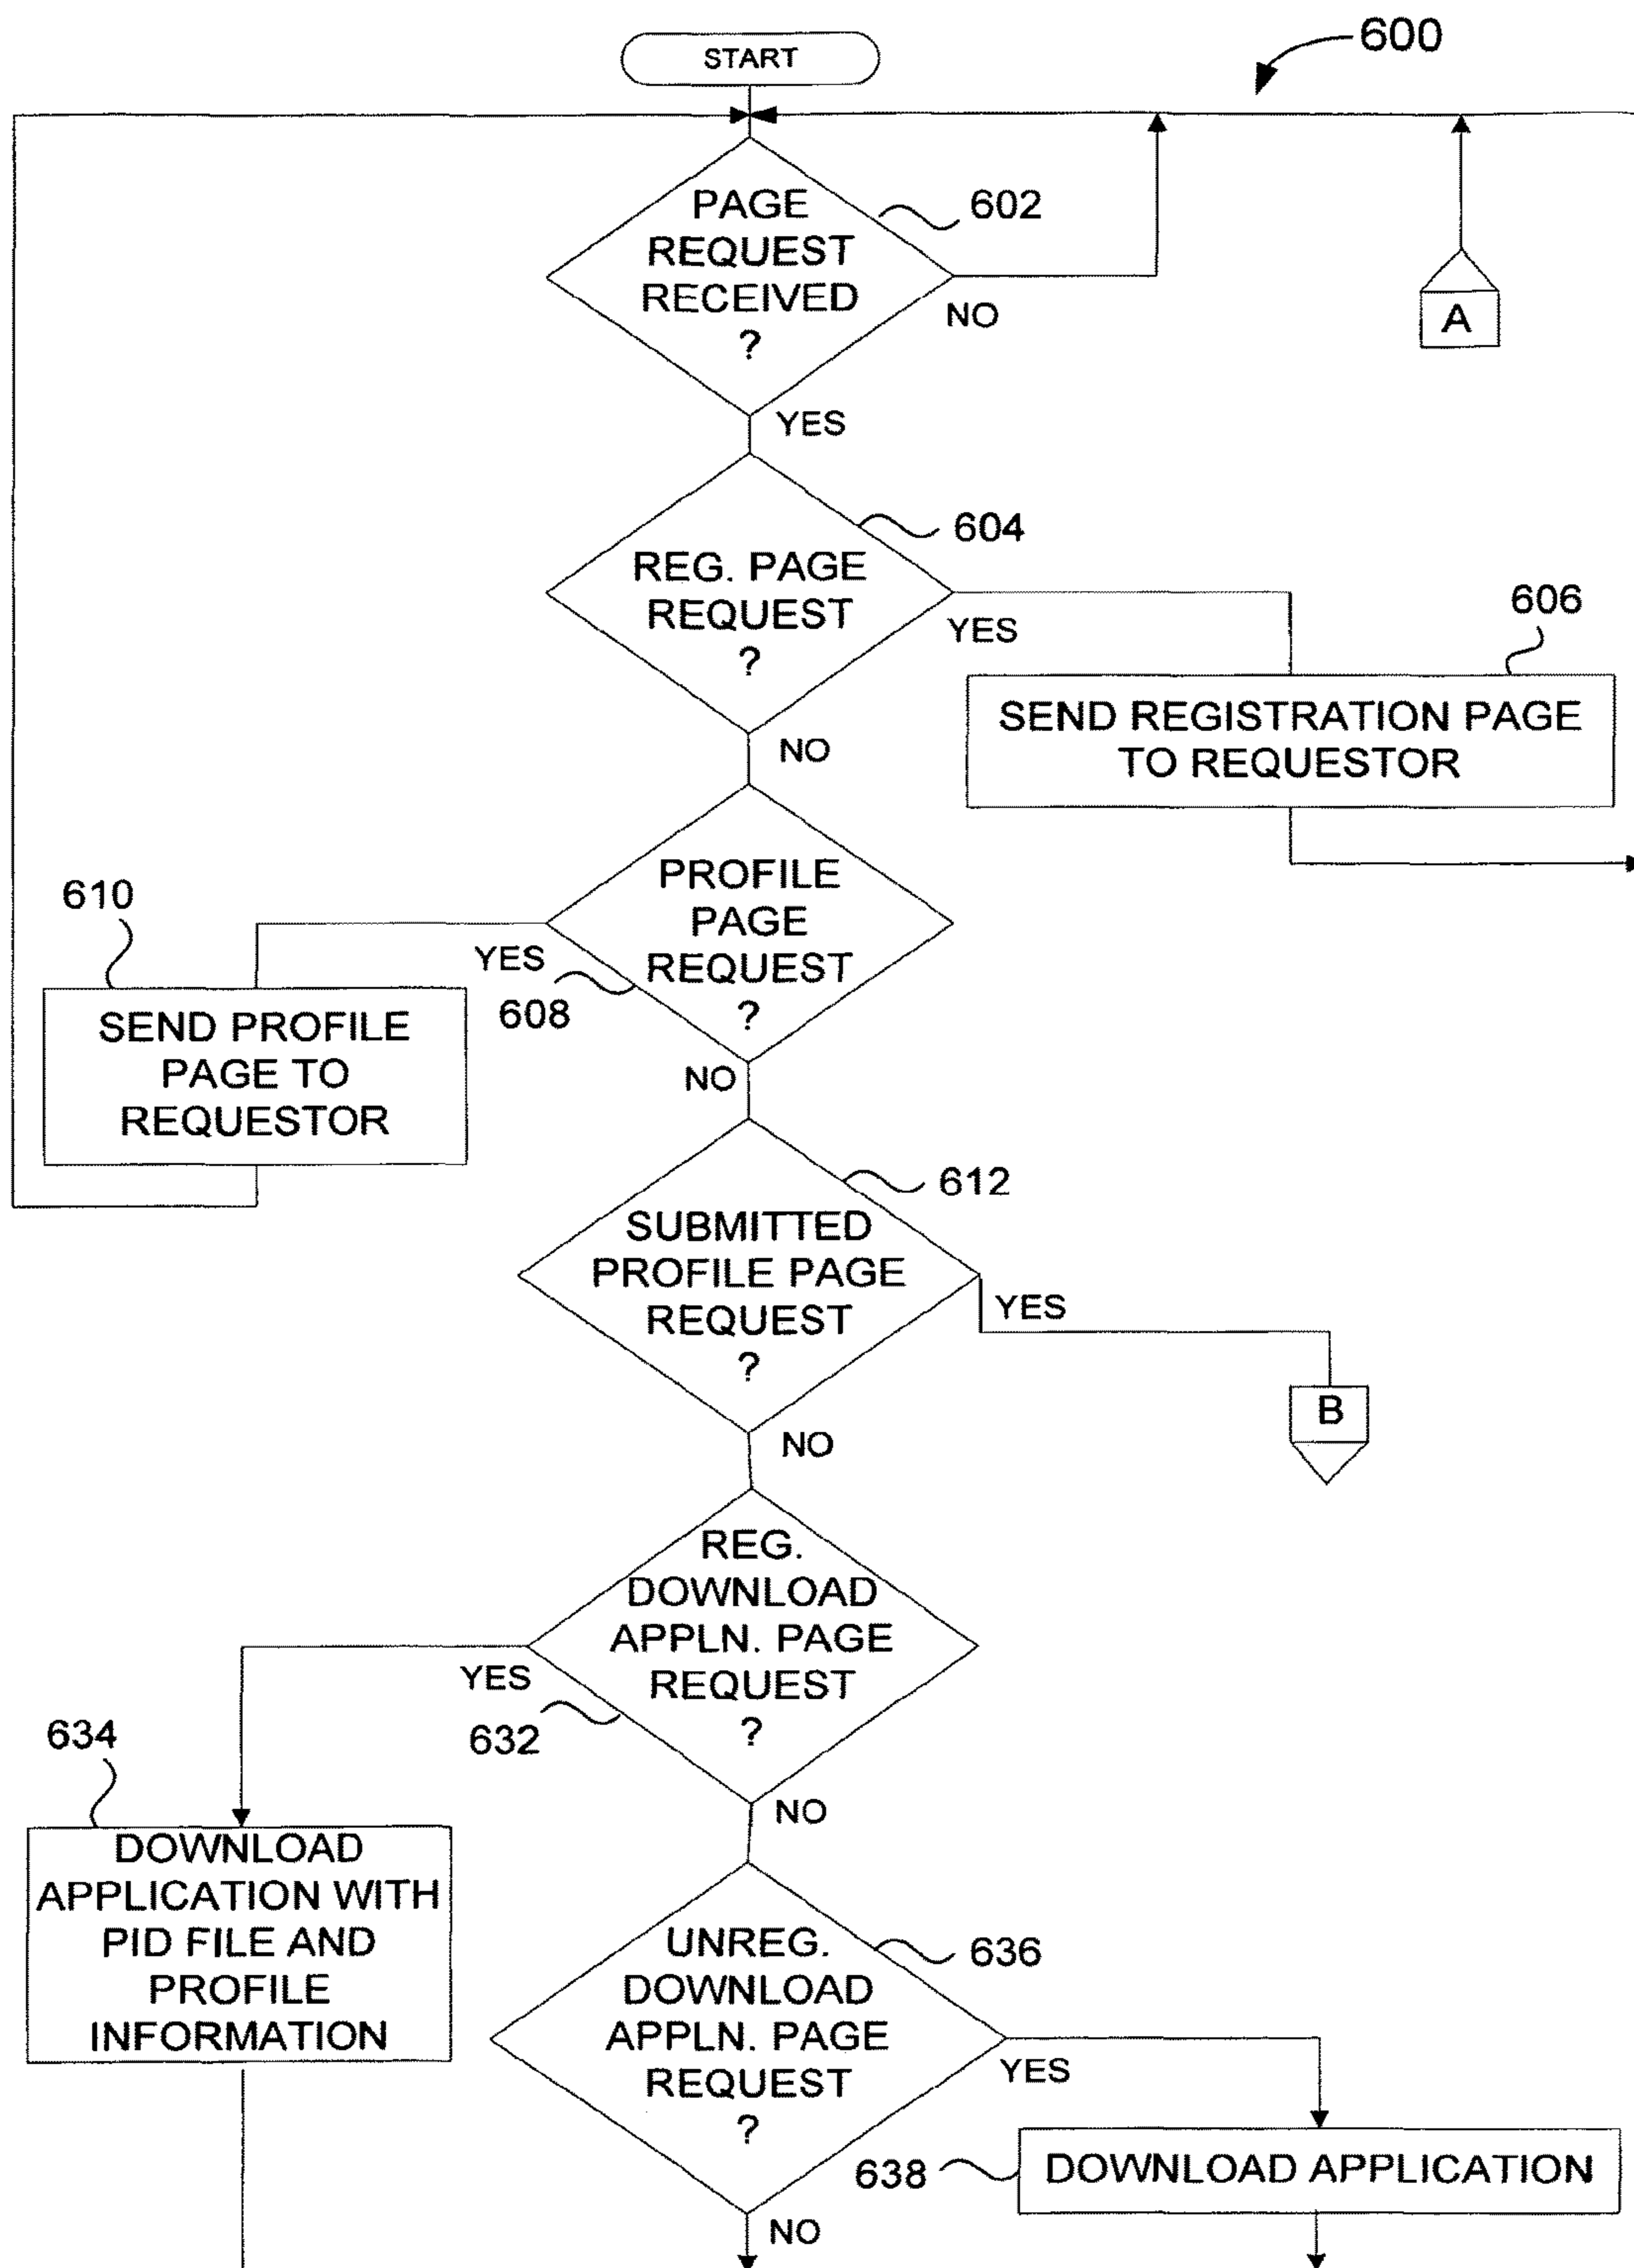 START
600
PAGE
REQUEST
RECEIVED
?
602
NO
A
YES
REG. PAGE
REQUEST
?
604
YES
606
SEND REGISTRATION PAGE
TO REQUESTOR
NO
PROFILE
PAGE
REQUEST
?
YES
608
610
SEND PROFILE
PAGE TO
REQUESTOR
NO
612
SUBMITTED
PROFILE PAGE
REQUEST
?
YES
B
NO
REG.
DOWNLOAD
APPLN. PAGE
REQUEST
?
YES
632
634
DOWNLOAD
APPLICATION WITH
PID FILE AND
PROFILE
INFORMATION
NO
UNREG.
DOWNLOAD
APPLN. PAGE
REQUEST
?
636
YES
638
DOWNLOAD APPLICATION
NO